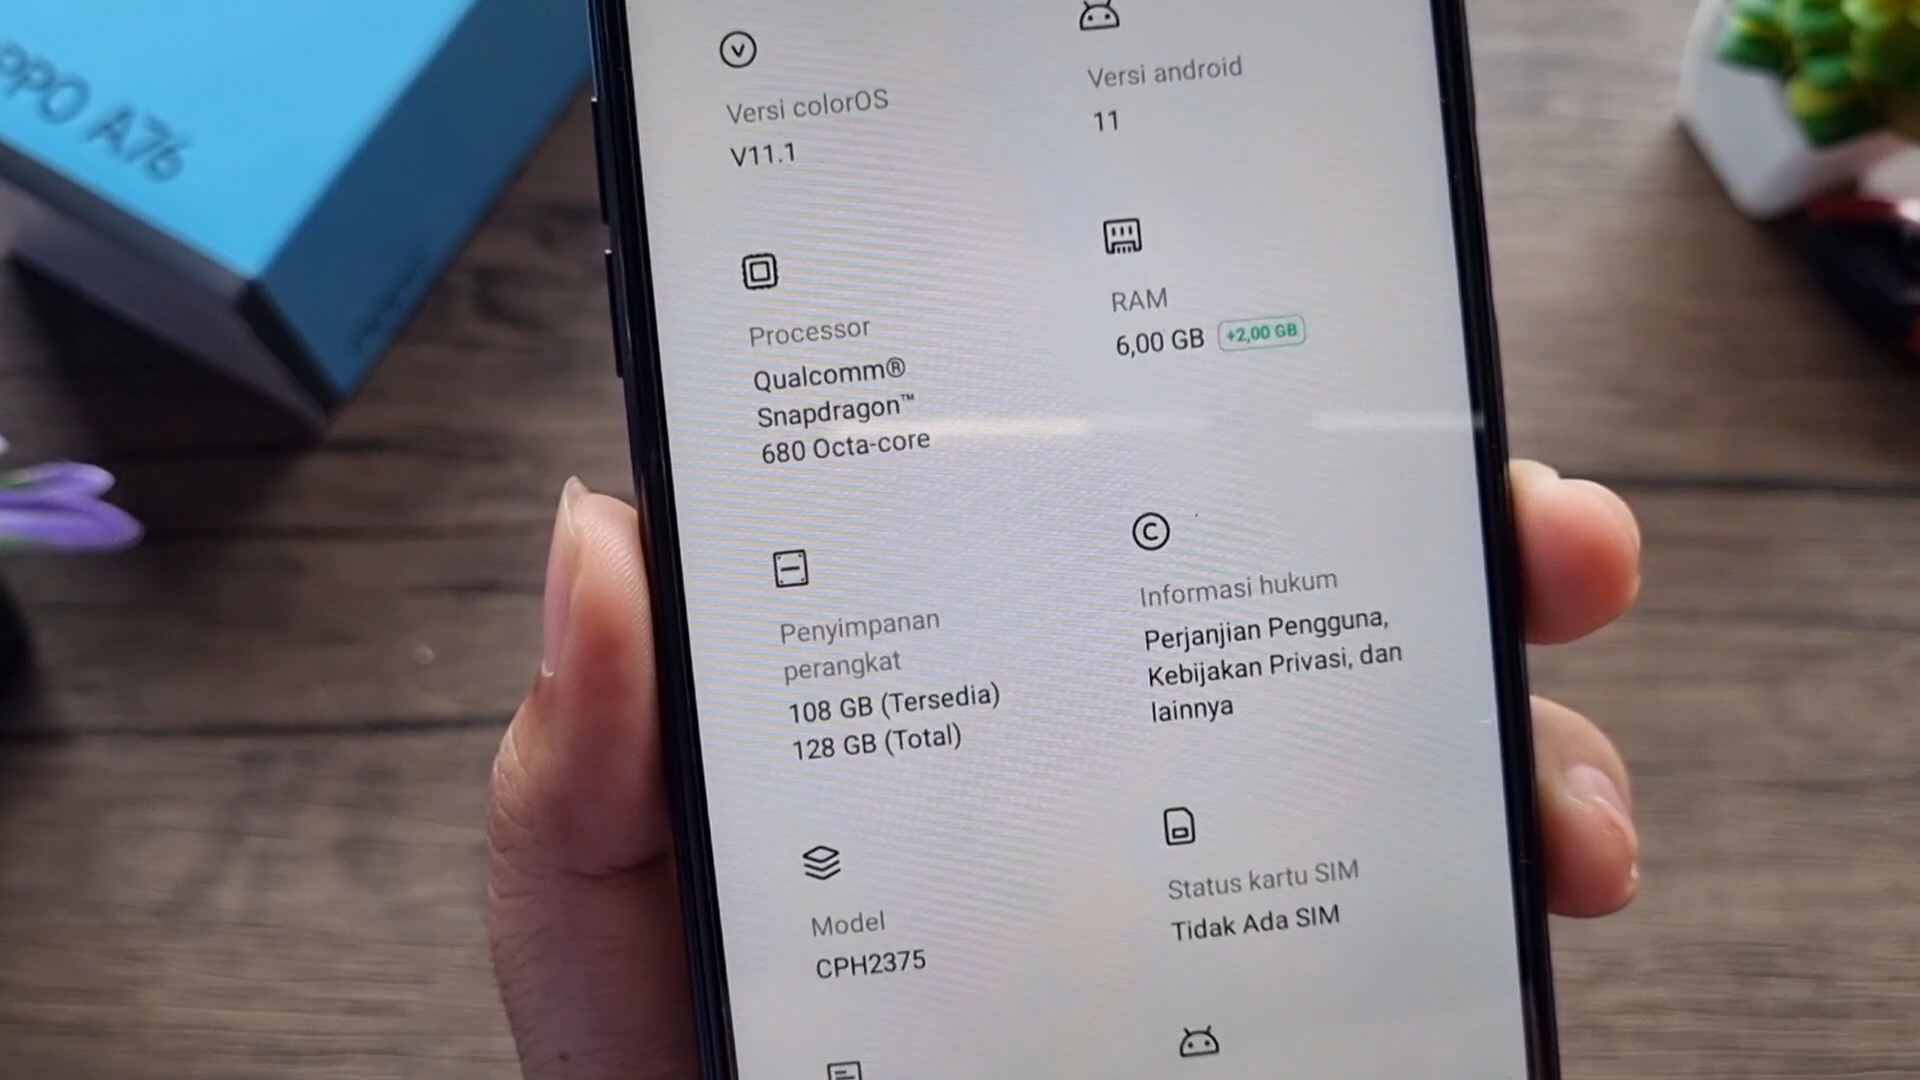 OPPO A76
Versi colorOS
V11.1
Versi android
11
Processor
Qualcomm®
Snapdragon™
680 Octa-core
RAM
6,00 GB +2,00 GB
Penyimpanan
perangkat
108 GB (Tersedia)
128 GB (Total)
Informasi hukum
Perjanjian Pengguna,
Kebijakan Privasi, dan
lainnya
Model
CPH2375
Status kartu SIM
Tidak Ada SIM